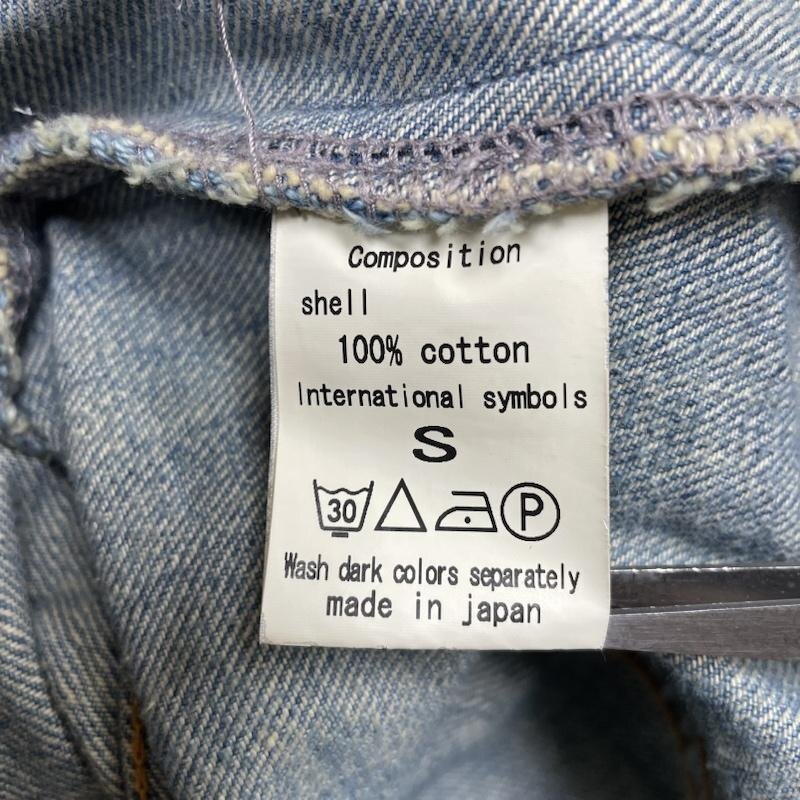 Composition
shell
100% cotton
International symbols
S
30 P
Wash dark colors separately
made in japan